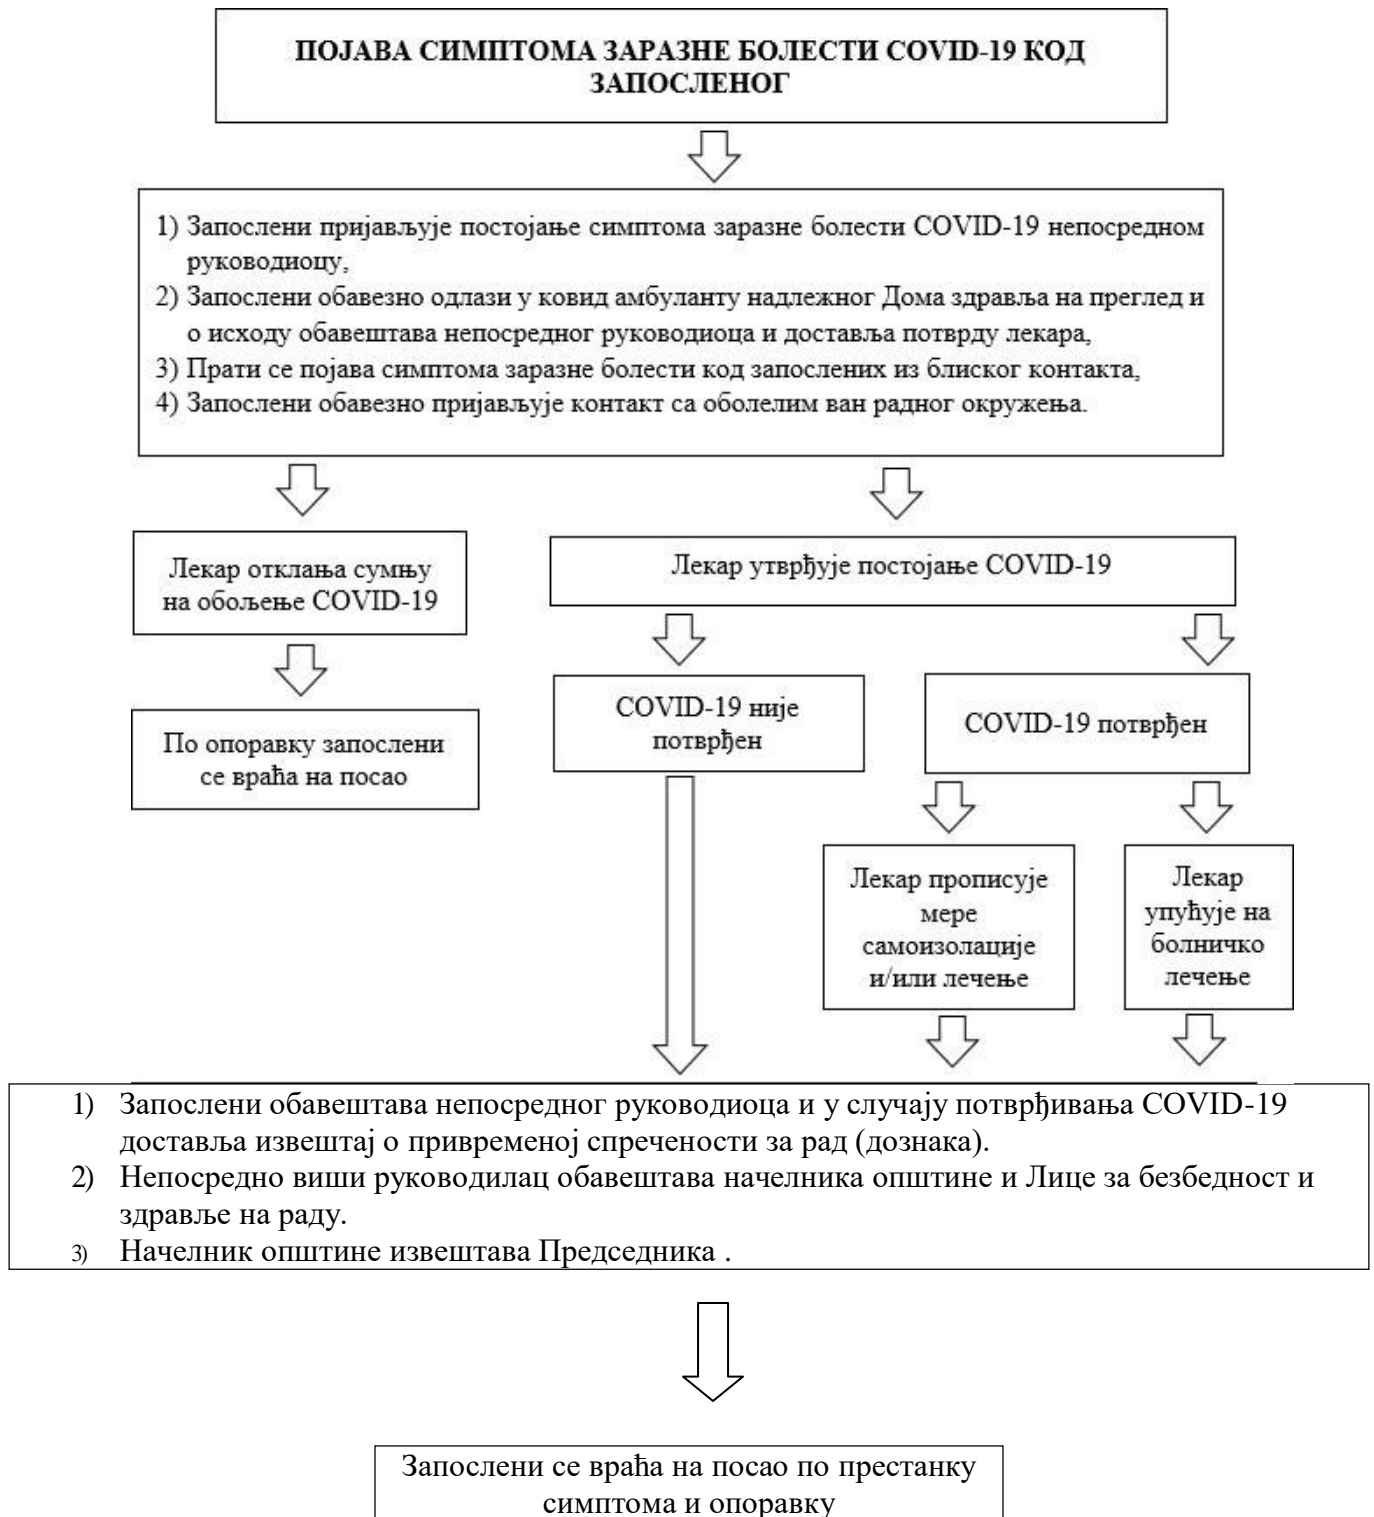 ПОЈАВА СИМПТОМА ЗАРАЗНЕ БОЛЕСТИ COVID-19 КОД
ЗАПОСЛЕНОГ
1) Запослени пријављује постојање симптома заразне болести COVID-19 непосредном
руководиоцу,
2) Запослени обавезно одлази у ковид амбуланту надлежног Дома здравља на преглед и
о исходу обавештава непосредног руководиоца и доставља потврду лекара,
3) Прати се појава симптома заразне болести код запослених из блиског контакта,
4) Запослени обавезно пријављује контакт са оболелим ван радног окружења.
Лекар отклања сумњу
на обољење COVID-19
Лекар утврђује постојање COVID-19
По опоравку запослени
се враћа на посао
COVID-19 није
потврђен
COVID-19 потврђен
Лекар прописује
мере
самоизолације
и/или лечење
Лекар
упућује на
болничко
лечење
1) Запослени обавештава непосредног руководиоца и у случају потврђивања COVID-19
доставља извештај о привременој спречености за рад (дознака).
2) Непосредно виши руководилац обавештава начелника општине и Лице за безбедност и
здравље на раду.
3) Начелник општине извештава Председника .
Запослени се враћа на посао по престанку
симптома и опоравку